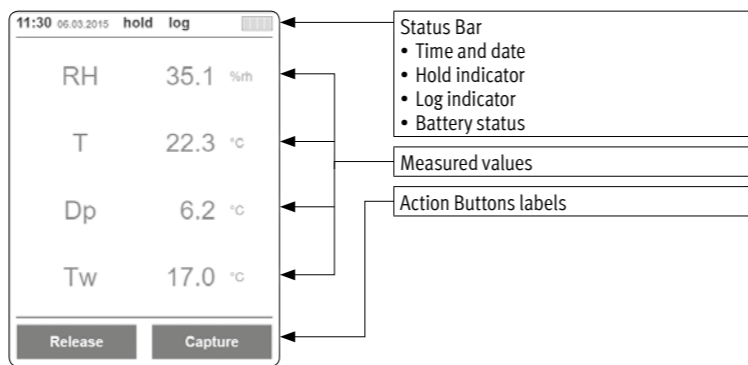 11:30 06.03.2015 hold log
RH 35.1 %rh
T 22.3 °C
Dp 6.2 °C
Tw 17.0 °C
Release Capture
Status Bar
• Time and date
• Hold indicator
• Log indicator
• Battery status
Measured values
Action Buttons labels